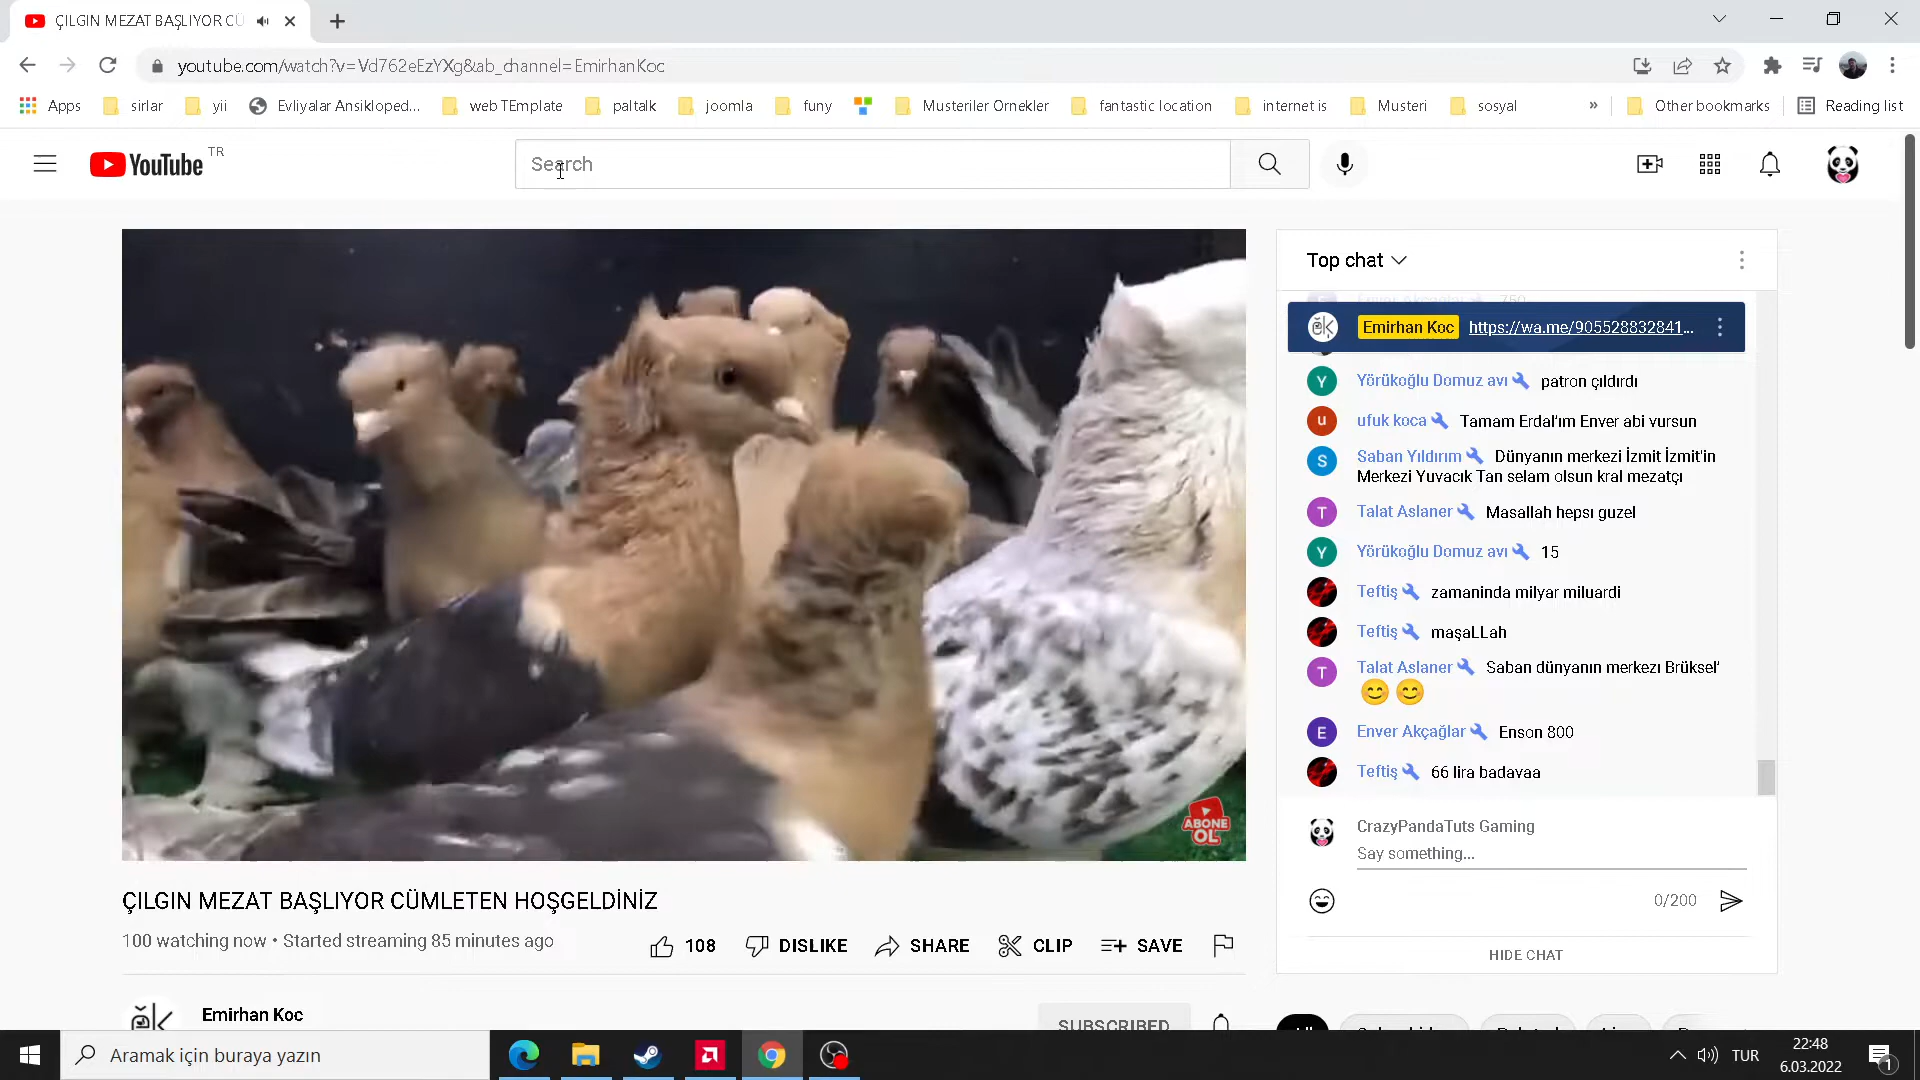 ÇILGIN MEZAT BAŞLIYOR CÜ
youtube.com/watch?v=Vd762eEzYXg&ab_channel=EmirhanKoc
Apps sirlar yii Evliyalar Ansikloped... web TEmplate paltalk joomla funy Musteriler Ornekler fantastic location internet is Musteri sosyal » Other bookmarks Reading list
YouTube TR
Search
Top chat
Emirhan Koc https://wa.me/905528832841...
Yörükoğlu Domuz avı patron çıldırdı
ufuk koca Tamam Erdal'ım Enver abi vursun
Saban Yıldırım Dünyanın merkezi İzmit İzmit'in
Merkezi Yuvacık Tan selam olsun kral mezatçı
Talat Aslaner Masallah hepsı guzel
Yörükoğlu Domuz avı 15
Teftiş zamaninda milyar miluardi
Teftiş maşaLLah
Talat Aslaner Saban dünyanın merkezı Brüksel'
Enver Akçağlar Enson 800
Teftiş 66 lira badavaa
CrazyPandaTuts Gaming
Say something...
0/200
HIDE CHAT
ABONE
OL
ÇILGIN MEZAT BAŞLIYOR CÜMLETEN HOŞGELDİNİZ
100 watching now • Started streaming 85 minutes ago
108 DISLIKE SHARE CLIP SAVE
Emirhan Koc
SUBSCRIBED
Aramak için buraya yazın
TUR
22:48
6.03.2022
1